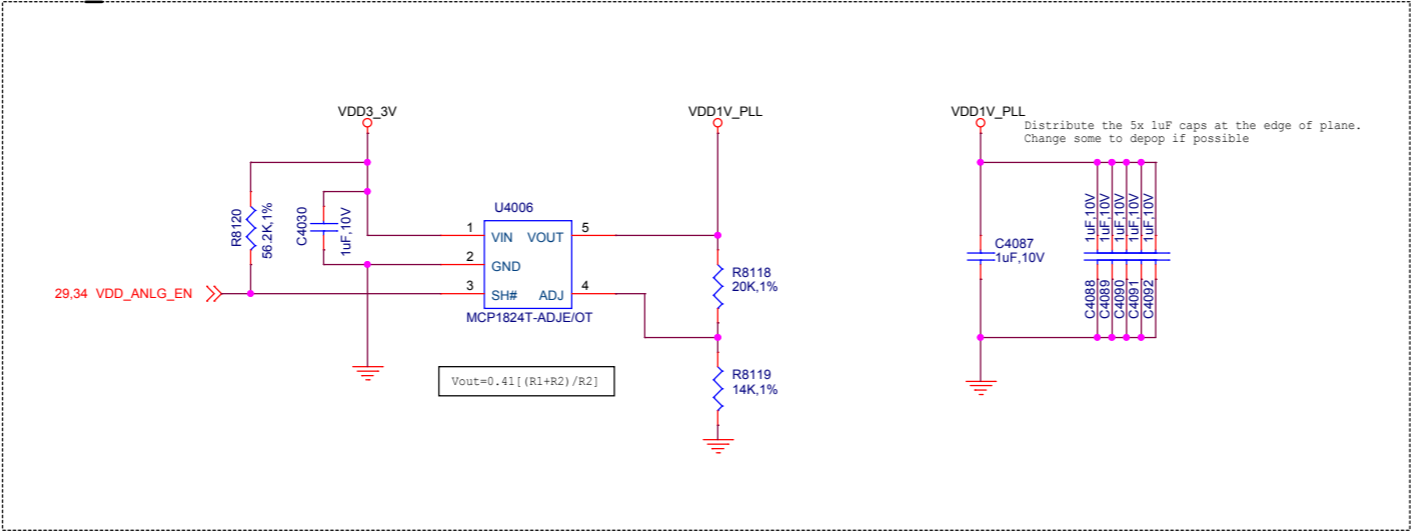 VDD3_3V
VDD1V_PLL
VDD1V_PLL
Distribute the 5x 1uF caps at the edge of plane.
Change some to depop if possible
R8120
56.2K,1%
C4030
1uF,10V
U4006
1
VIN
VOUT
5
2
GND
3
SH#
ADJ
4
MCP1824T-ADJE/OT
29,34 VDD_ANLG_EN
R8118
20K,1%
R8119
14K,1%
Vout=0.41[(R1+R2)/R2]
C4087
1uF,10V
1uF,10V
1uF,10V
1uF,10V
1uF,10V
1uF,10V
C4088
C4089
C4090
C4091
C4092